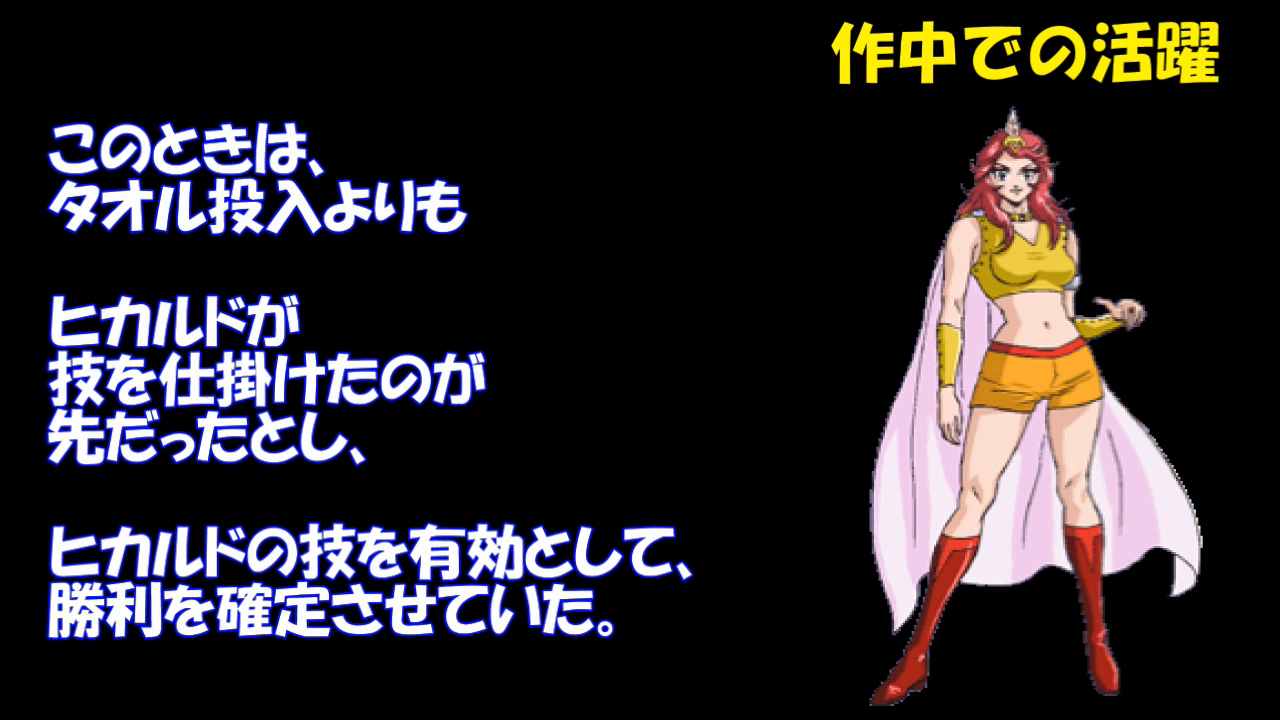 作中での活躍
このときは、
タオル投入よりも
ヒカルドが
技を仕掛けたのが
先だったとし、
ヒカルドの技を有効として、
勝利を確定させていた。